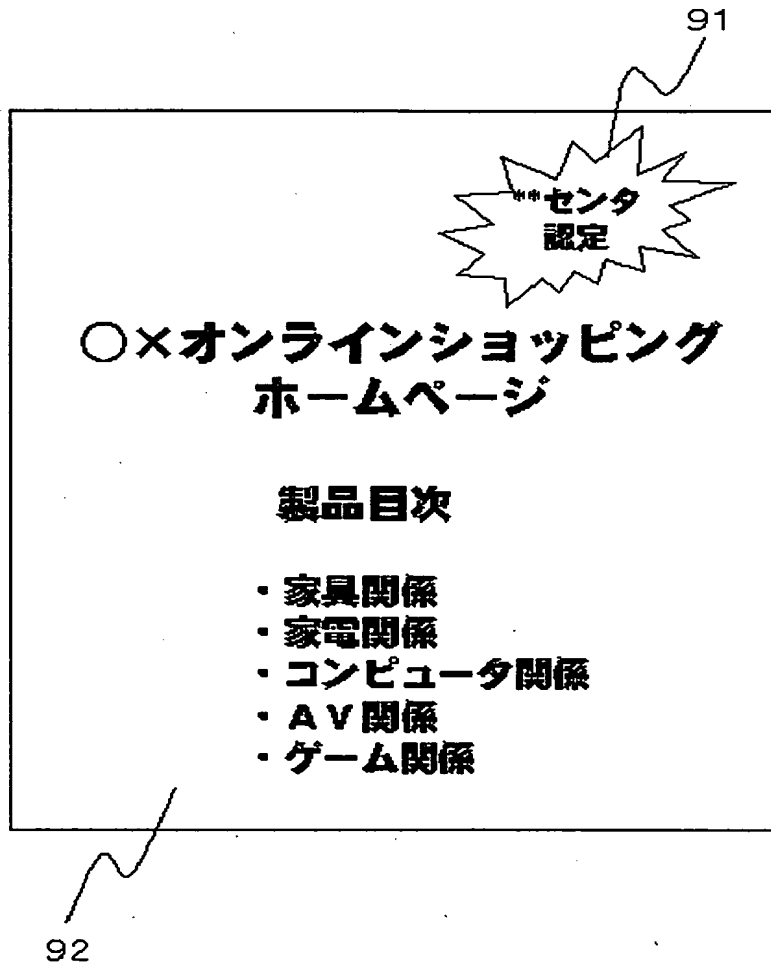 91
**センタ
認定
○×オンラインショッピング
ホームページ
製品目次
・家具関係
・家電関係
・コンピュータ関係
・AV関係
・ゲーム関係
92